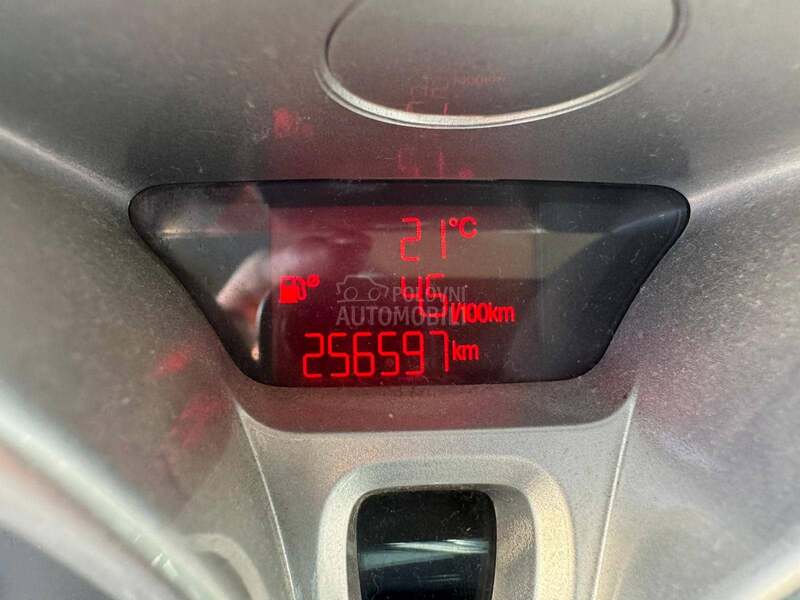 21°C
4.5 l/100km
256597 km
POLOVNI
AUTOMOBILI